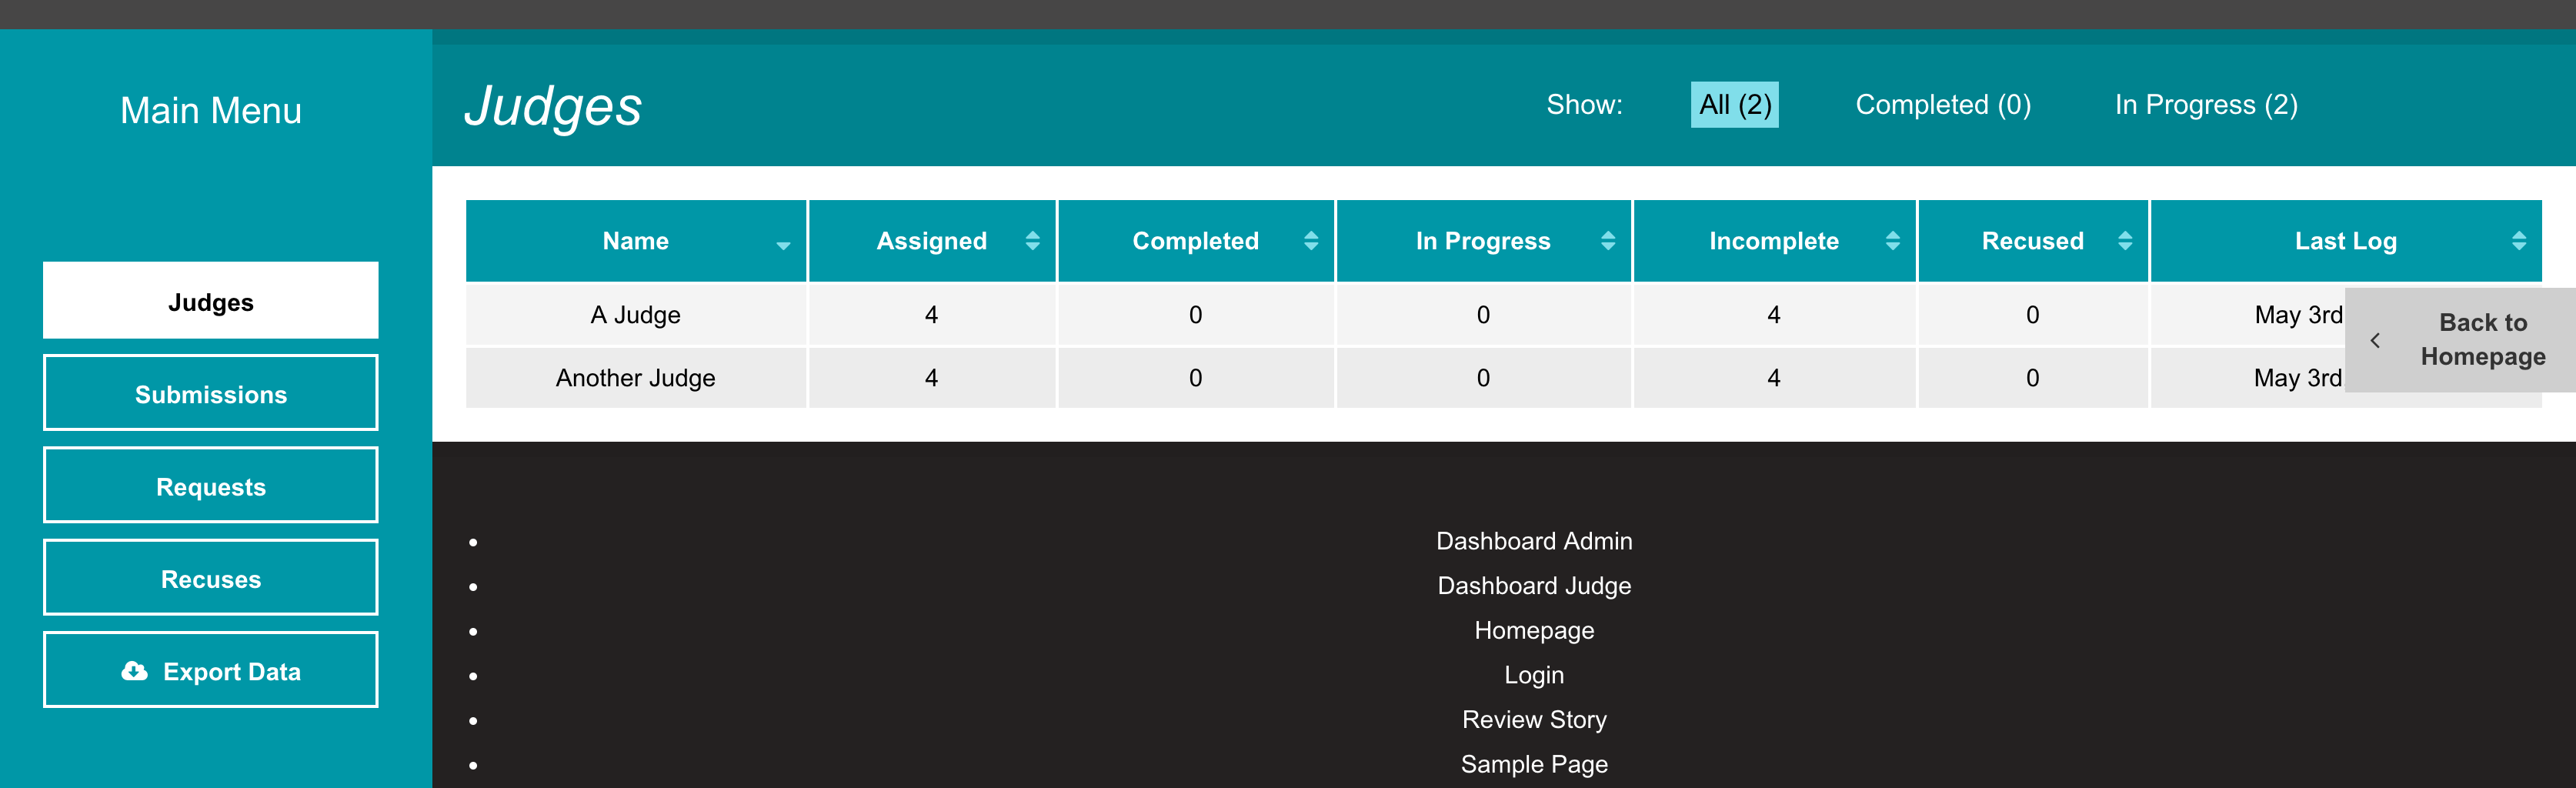 Main Menu
Judges
Submissions
Requests
Recuses
Export Data
Judges
Show: All (2) Completed (0) In Progress (2)
Name Assigned Completed In Progress Incomplete Recused Last Log
A Judge 4 0 0 4 0 May 3rd
Another Judge 4 0 0 4 0 May 3rd
Back to
Homepage
Dashboard Admin
Dashboard Judge
Homepage
Login
Review Story
Sample Page